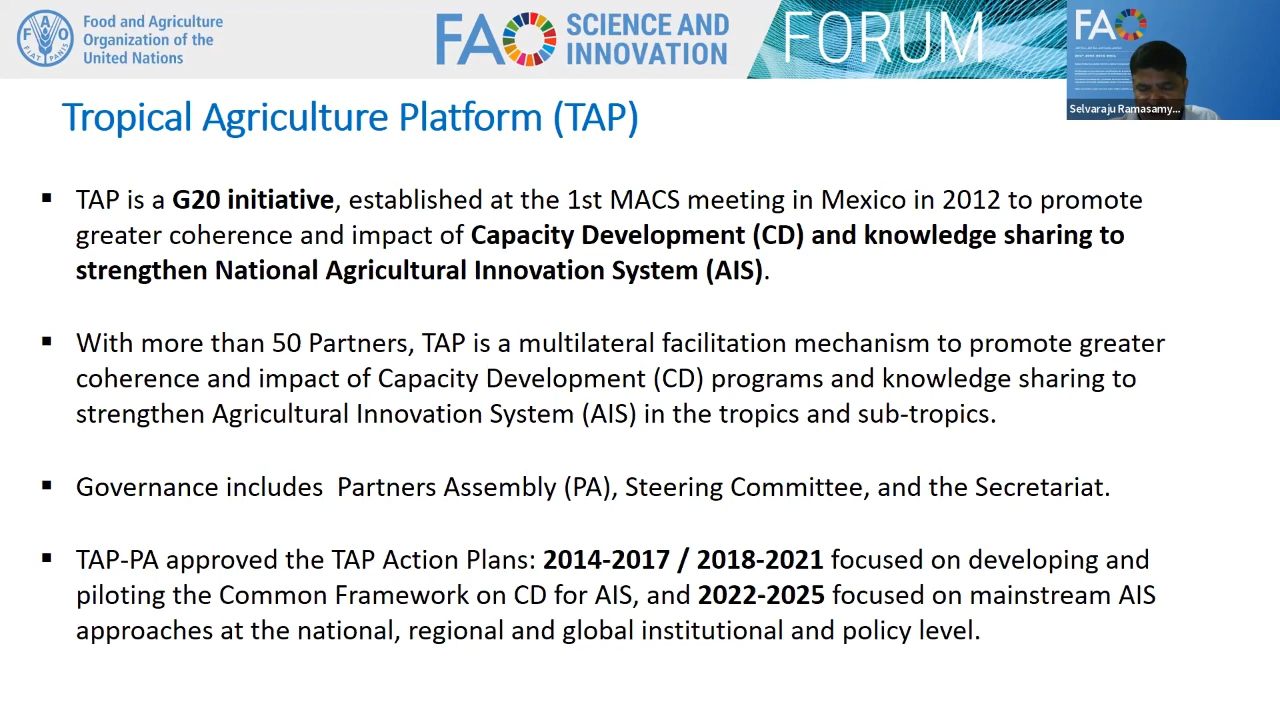 Food and Agriculture
Organization of the
United Nations
FAO
FIAT PANIS
FAO
SCIENCE AND
INNOVATION
FORUM
FAO
Selvaraju Ramasamy...
Tropical Agriculture Platform (TAP)
▪ TAP is a G20 initiative, established at the 1st MACS meeting in Mexico in 2012 to promote
greater coherence and impact of Capacity Development (CD) and knowledge sharing to
strengthen National Agricultural Innovation System (AIS).
▪ With more than 50 Partners, TAP is a multilateral facilitation mechanism to promote greater
coherence and impact of Capacity Development (CD) programs and knowledge sharing to
strengthen Agricultural Innovation System (AIS) in the tropics and sub-tropics.
▪ Governance includes  Partners Assembly (PA), Steering Committee, and the Secretariat.
▪ TAP-PA approved the TAP Action Plans: 2014-2017 / 2018-2021 focused on developing and
piloting the Common Framework on CD for AIS, and 2022-2025 focused on mainstream AIS
approaches at the national, regional and global institutional and policy level.